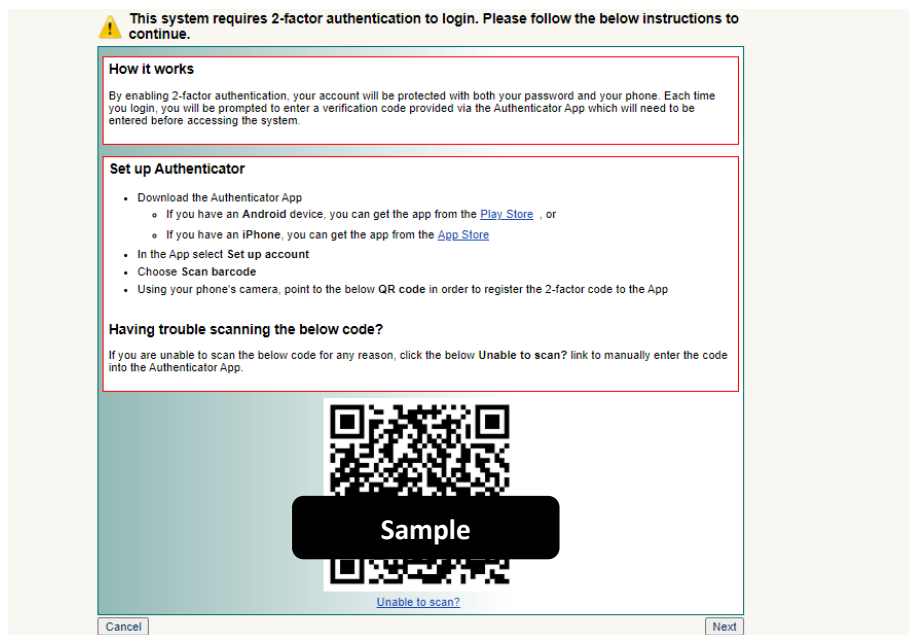 This system requires 2-factor authentication to login. Please follow the below instructions to
continue.
How it works
By enabling 2-factor authentication, your account will be protected with both your password and your phone. Each time
you login, you will be prompted to enter a verification code provided via the Authenticator App which will need to be
entered before accessing the system.
Set up Authenticator
• Download the Authenticator App
∘ If you have an Android device, you can get the app from the Play Store , or
∘ If you have an iPhone, you can get the app from the App Store
• In the App select Set up account
• Choose Scan barcode
• Using your phone's camera, point to the below QR code in order to register the 2-factor code to the App
Having trouble scanning the below code?
If you are unable to scan the below code for any reason, click the below Unable to scan? link to manually enter the code
into the Authenticator App.
Sample
Unable to scan?
Cancel Next